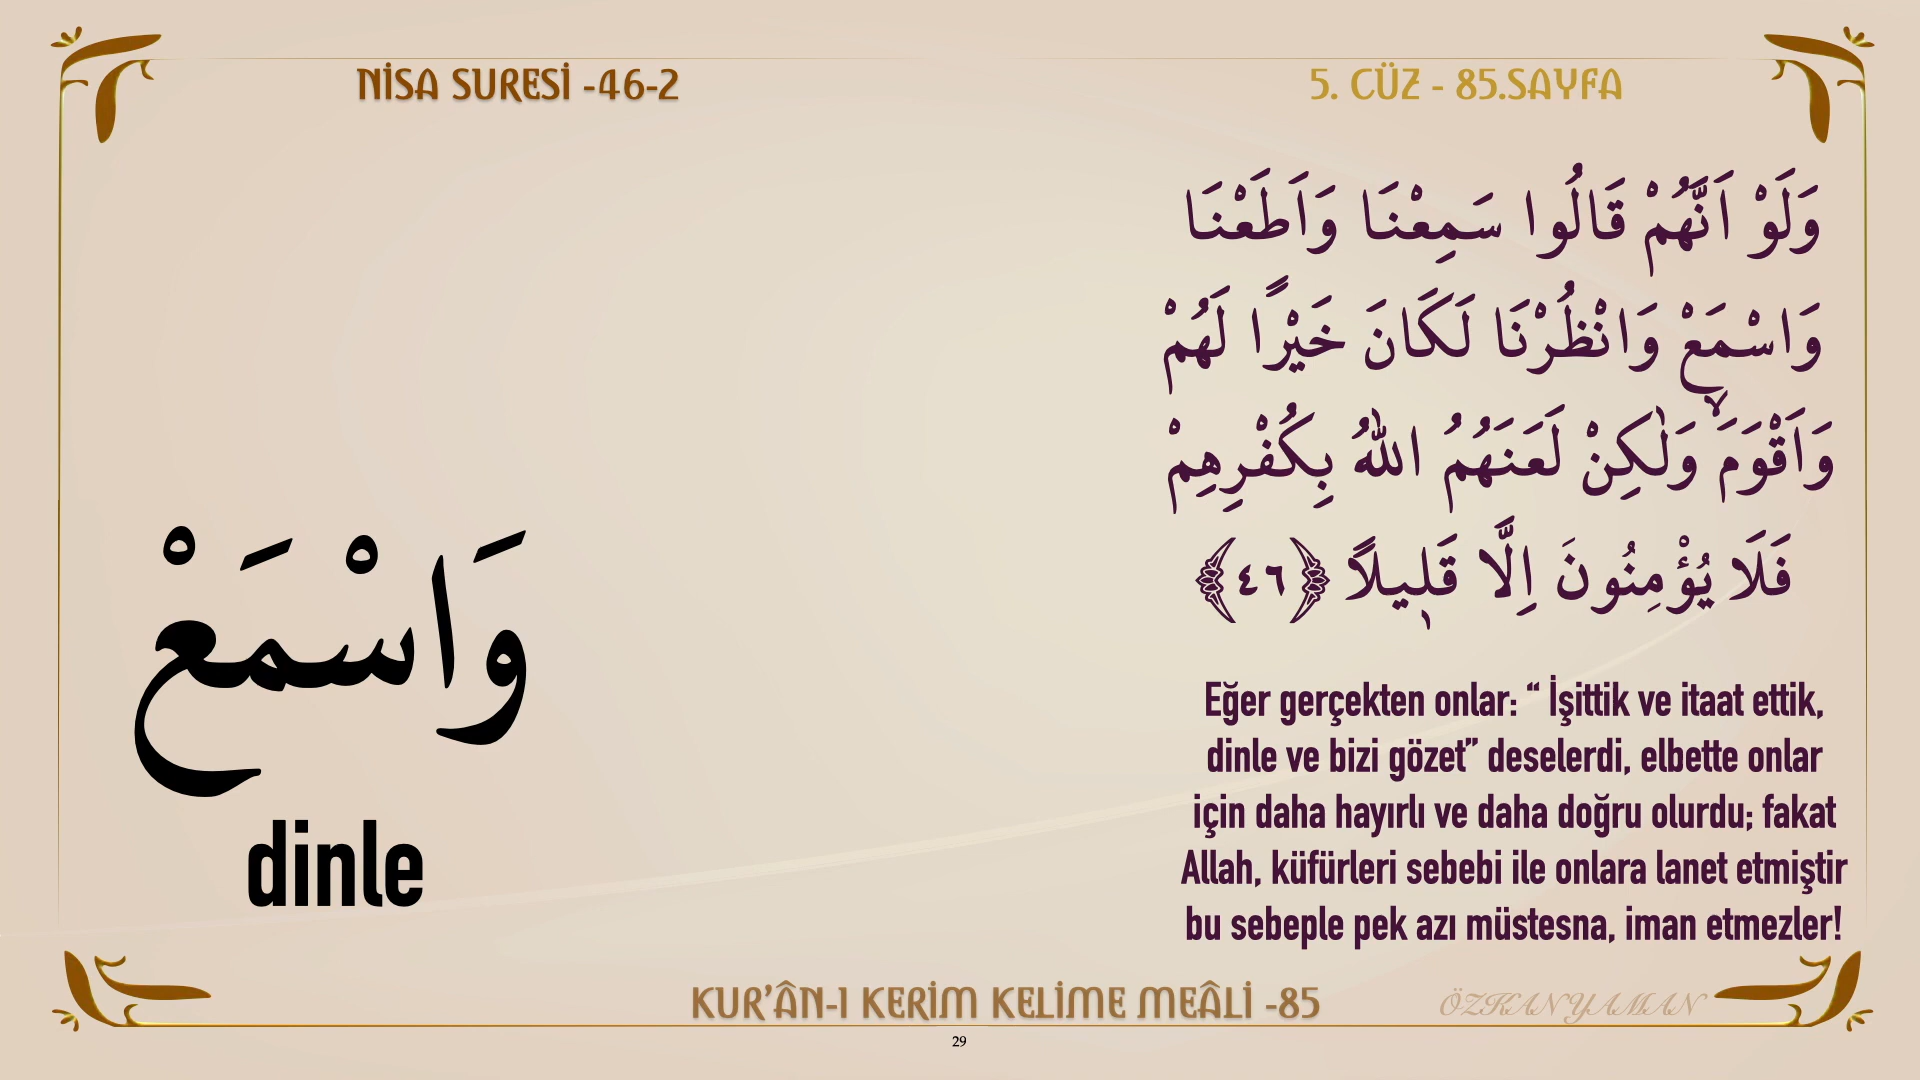 NİSA SURESİ -46-2
5. CÜZ - 85.SAYFA
وَلَوْ اَنَّهُمْ قَالُوا سَمِعْنَا وَاَطَعْنَا
وَاسْمَعْ وَانْظُرْنَا لَكَانَ خَيْرًا لَهُمْ
وَاَقْوَمَۙ وَلٰكِنْ لَعَنَهُمُ اللّٰهُ بِكُفْرِهِمْ
فَلَا يُؤْمِنُونَ اِلَّا قَل۪يلًا ﴿٤٦﴾
وَاسْمَعْ
dinle
Eğer gerçekten onlar: “ İşittik ve itaat ettik,
dinle ve bizi gözet” deselerdi, elbette onlar
için daha hayırlı ve daha doğru olurdu; fakat
Allah, küfürleri sebebi ile onlara lanet etmiştir
bu sebeple pek azı müstesna, iman etmezler!
KUR’ÂN-I KERİM KELİME MEÂLİ -85
ÖZKAN YAMAN
29